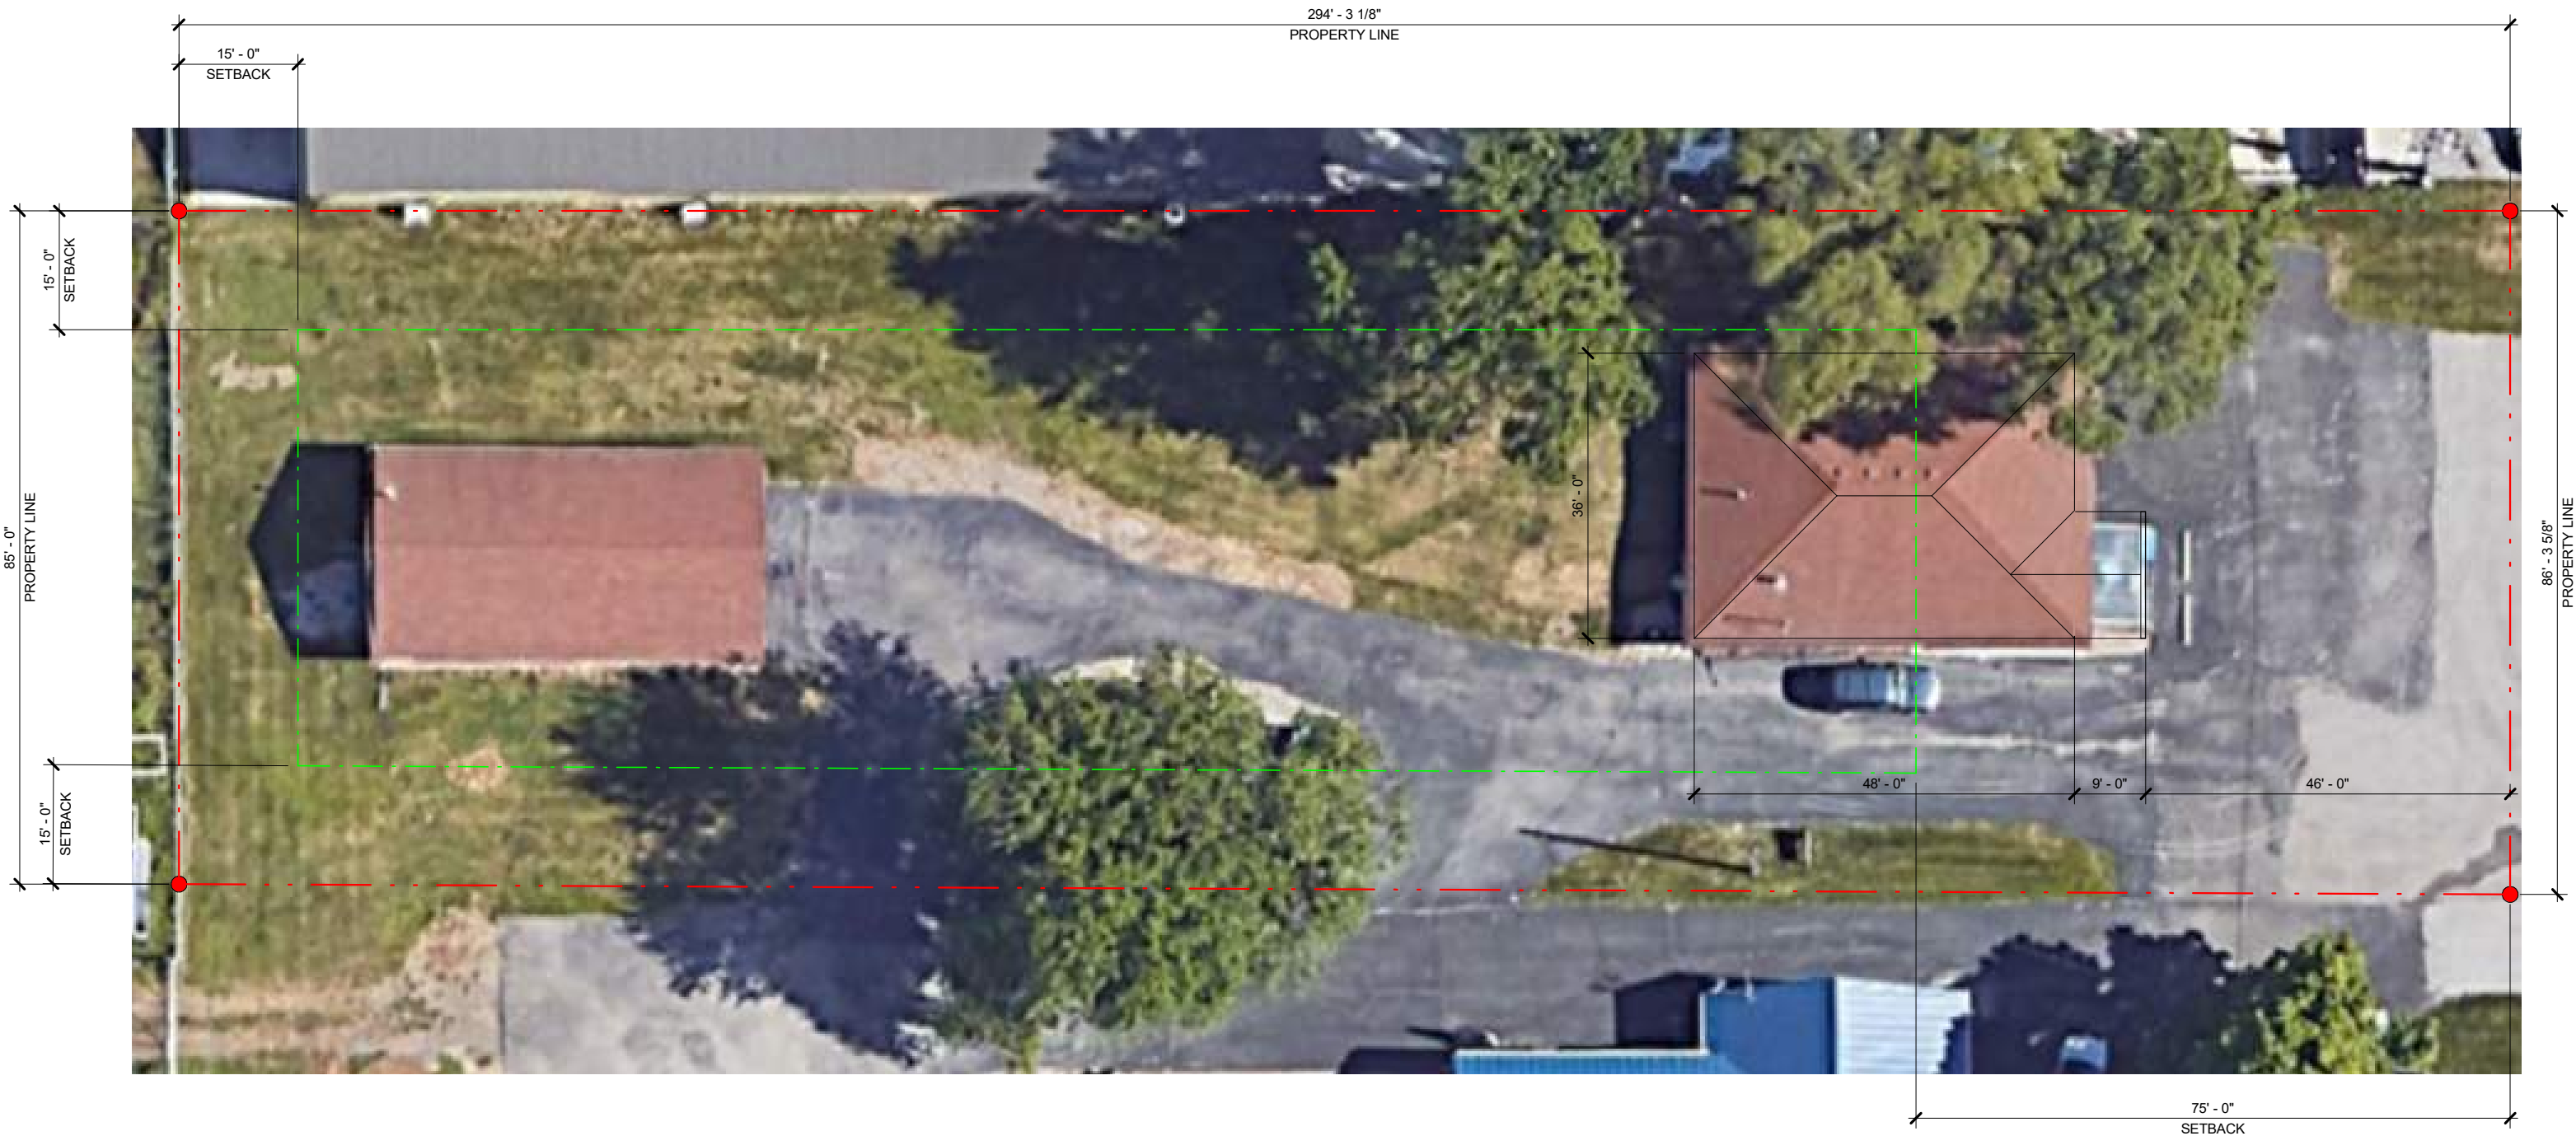 294' - 3 1/8"
PROPERTY LINE
15' - 0"
SETBACK
15' - 0"
SETBACK
85' - 0"
PROPERTY LINE
15' - 0"
SETBACK
36' - 0"
48' - 0"
9' - 0"
46' - 0"
86' - 3 5/8"
PROPERTY LINE
75' - 0"
SETBACK